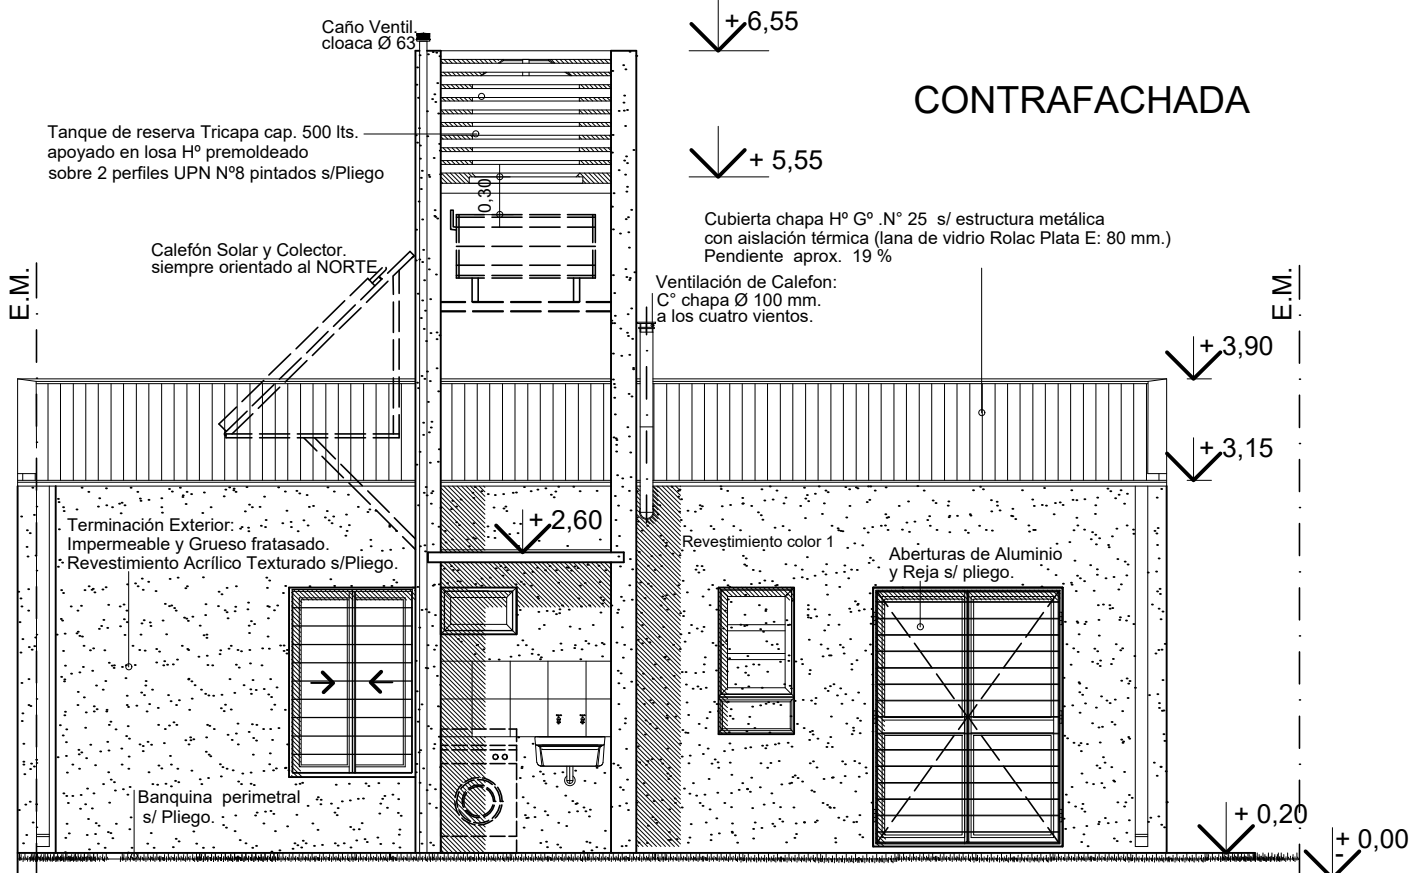 Caño Ventil.
cloaca Ø 63
+ 6,55
CONTRAFACHADA
Tanque de reserva Tricapa cap. 500 lts.
apoyado en losa Hº premoldeado
sobre 2 perfiles UPN Nº8 pintados s/Pliego
+ 5,55
0,30
Cubierta chapa Hº Gº .N° 25 s/ estructura metálica
con aislación térmica (lana de vidrio Rolac Plata E: 80 mm.)
Pendiente aprox. 19 %
Calefón Solar y Colector.
siempre orientado al NORTE
Ventilación de Calefon:
C° chapa Ø 100 mm.
a los cuatro vientos.
E.M.
E.M.
+ 3,90
+ 3,15
Terminación Exterior:
Impermeable y Grueso fratasado.
Revestimiento Acrílico Texturado s/Pliego.
+ 2,60
Revestimiento color 1
Aberturas de Aluminio
y Reja s/ pliego.
Banquina perimetral
s/ Pliego.
+ 0,20
+ 0,00
-